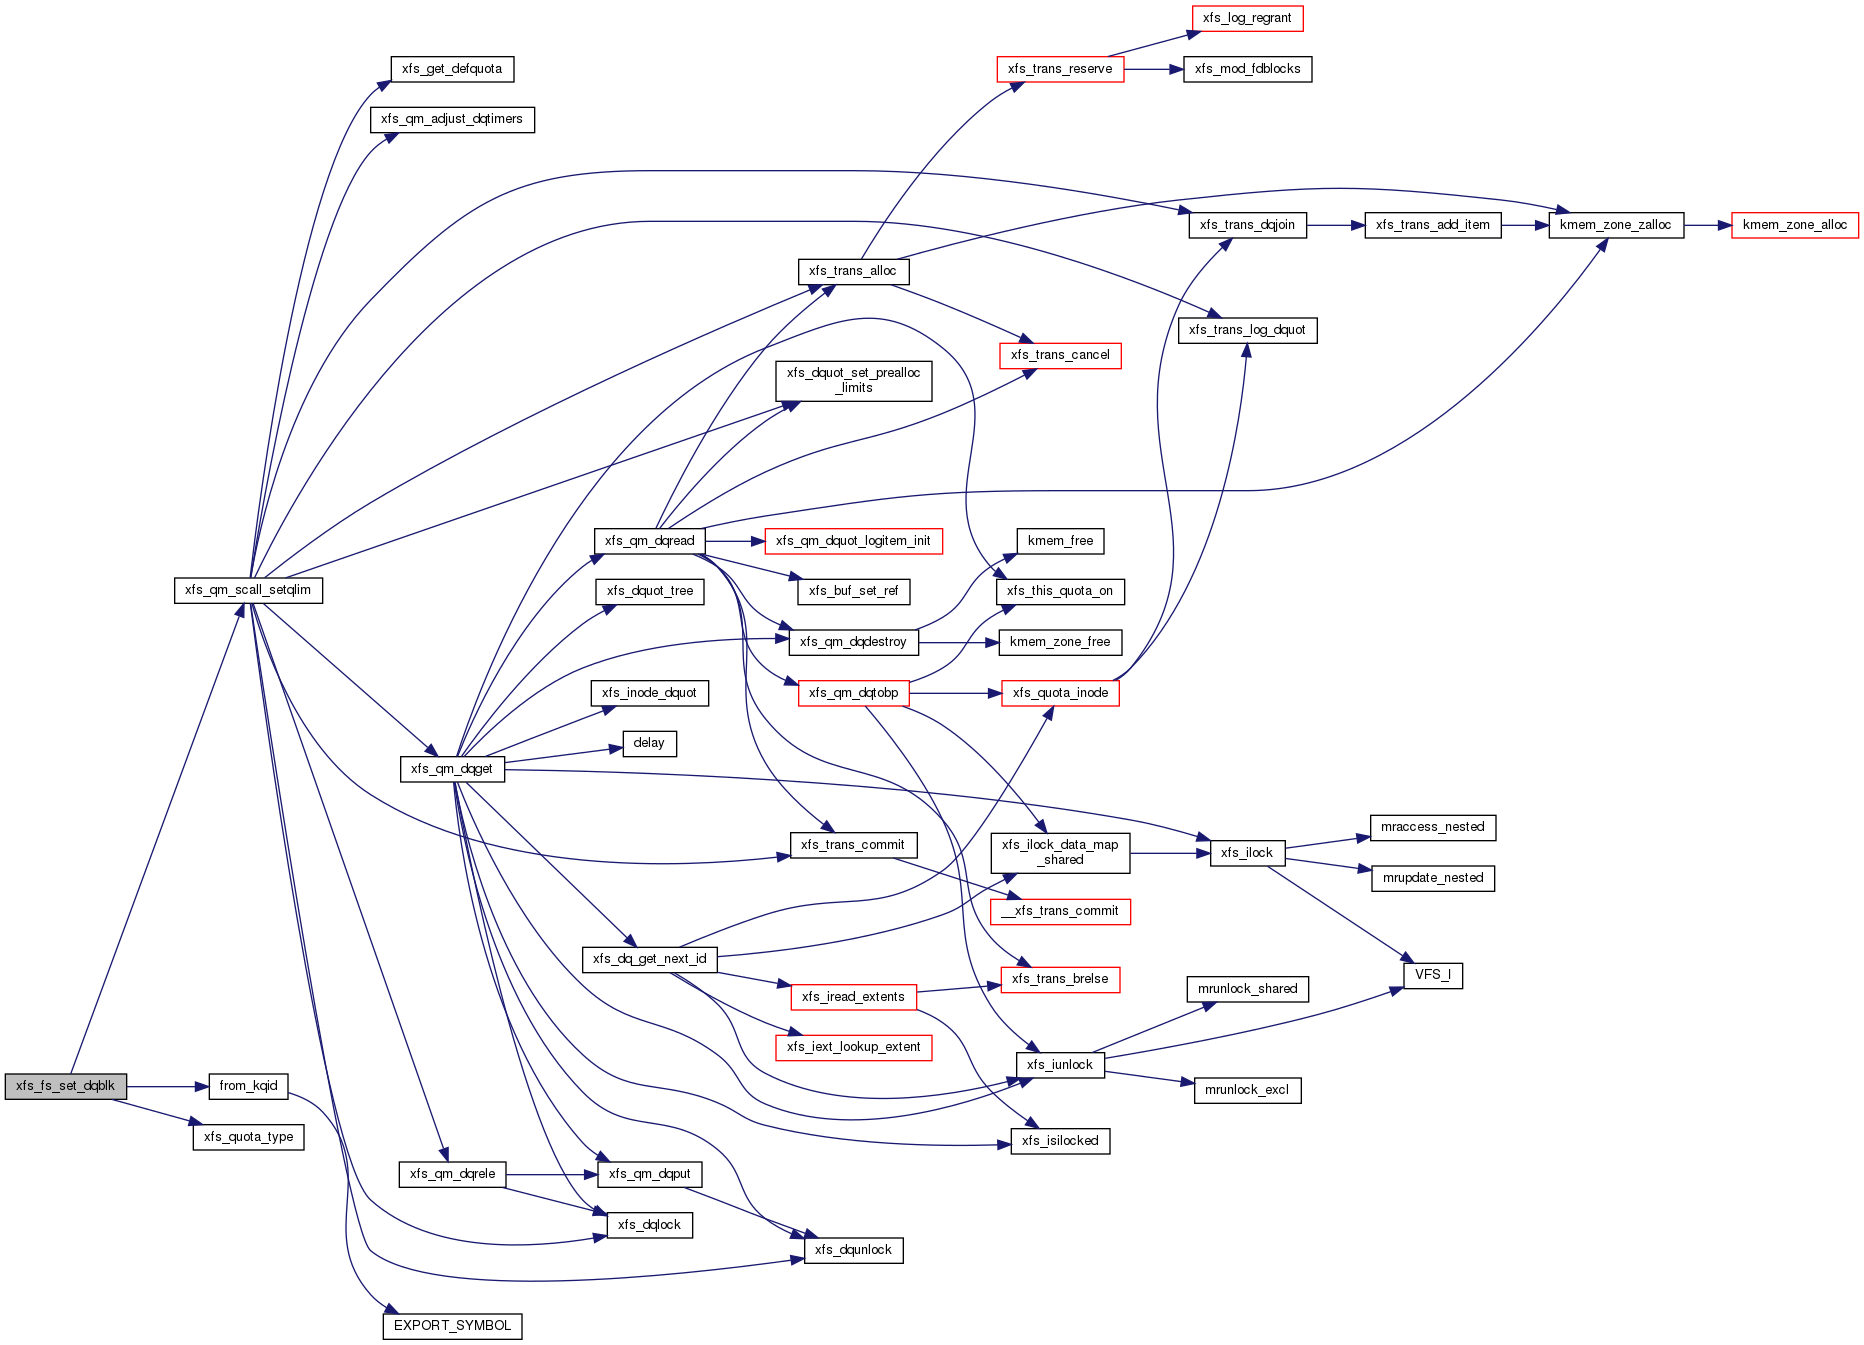 xfs_log_regrant
xfs_get_defquota
xfs_trans_reserve
xfs_mod_fdblocks
xfs_qm_adjust_dqtimers
xfs_trans_dqjoin
xfs_trans_add_item
kmem_zone_zalloc
kmem_zone_alloc
xfs_trans_alloc
xfs_trans_log_dquot
xfs_trans_cancel
xfs_dquot_set_prealloc
_limits
xfs_qm_dqread
xfs_qm_dquot_logitem_init
kmem_free
xfs_qm_scall_setqlim
xfs_dquot_tree
xfs_buf_set_ref
xfs_this_quota_on
xfs_qm_dqdestroy
kmem_zone_free
xfs_inode_dquot
xfs_qm_dqtobp
xfs_quota_inode
delay
xfs_qm_dqget
mraccess_nested
xfs_trans_commit
xfs_ilock_data_map
_shared
xfs_ilock
mrupdate_nested
__xfs_trans_commit
xfs_dq_get_next_id
VFS_I
xfs_trans_brelse
xfs_iread_extents
mrunlock_shared
xfs_iext_lookup_extent
xfs_iunlock
xfs_fs_set_dqblk
from_kqid
mrunlock_excl
xfs_quota_type
xfs_isilocked
xfs_qm_dqrele
xfs_qm_dqput
xfs_dqlock
xfs_dqunlock
EXPORT_SYMBOL